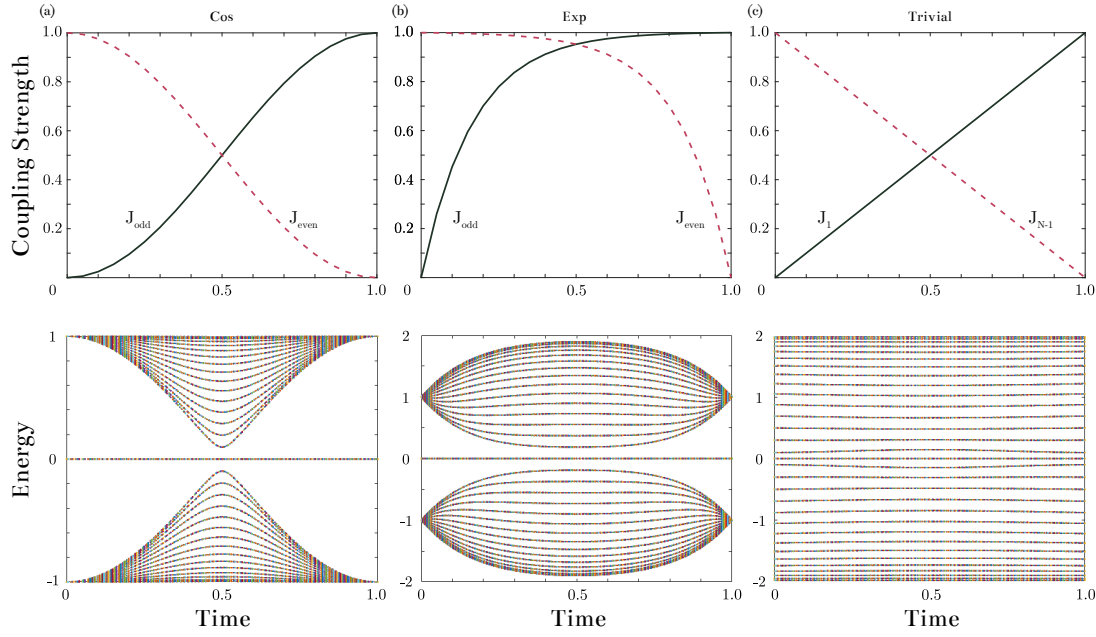 (a) Cos (b) Exp (c) Trivial
1.0 1.0 1.0
0.8 0.8 0.8
0.6 0.6 0.6
0.4 0.4 0.4
0.2 0.2 0.2
Coupling Strength
J_odd J_even J_odd J_even J_1 J_N-1
0 0.5 1.0 0 0.5 1.0 0 0.5 1.0
1 2 2
1 1
0 0 0
-1 -1
-1 -2 -2
Energy
0 0.5 1.0 0 0.5 1.0 0 0.5 1.0
Time Time Time